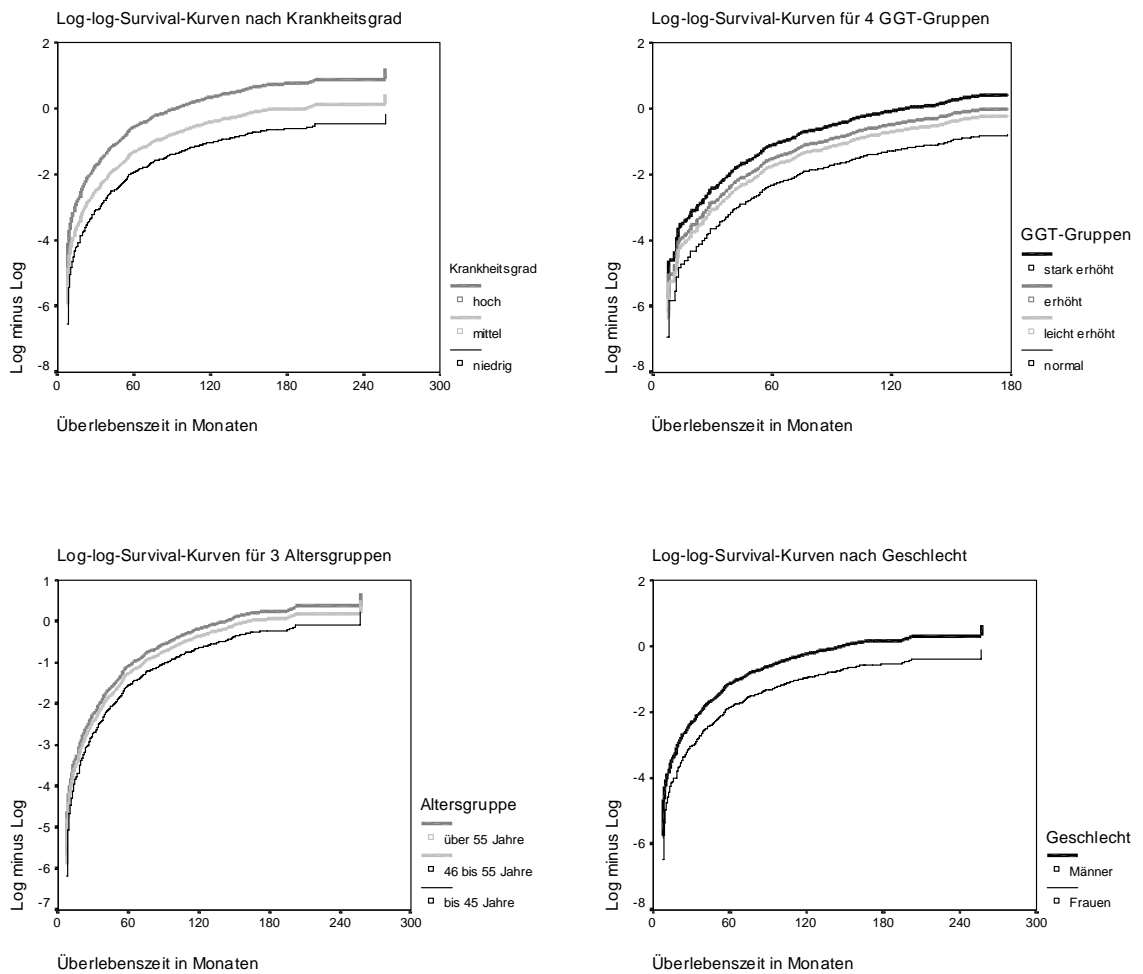 Log-log-Survival-Kurven nach Krankheitsgrad
2
0
-2
-4
-6
-8
Log minus Log
0 60 120 180 240 300
Überlebenszeit in Monaten
Krankheitsgrad
hoch
mittel
niedrig
Log-log-Survival-Kurven für 4 GGT-Gruppen
2
0
-2
-4
-6
-8
Log minus Log
0 60 120 180
Überlebenszeit in Monaten
GGT-Gruppen
stark erhöht
erhöht
leicht erhöht
normal
Log-log-Survival-Kurven für 3 Altersgruppen
1
0
-1
-2
-3
-4
-5
-6
-7
Log minus Log
0 60 120 180 240 300
Überlebenszeit in Monaten
Altersgruppe
über 55 Jahre
46 bis 55 Jahre
bis 45 Jahre
Log-log-Survival-Kurven nach Geschlecht
2
0
-2
-4
-6
-8
Log minus Log
0 60 120 180 240 300
Überlebenszeit in Monaten
Geschlecht
Männer
Frauen